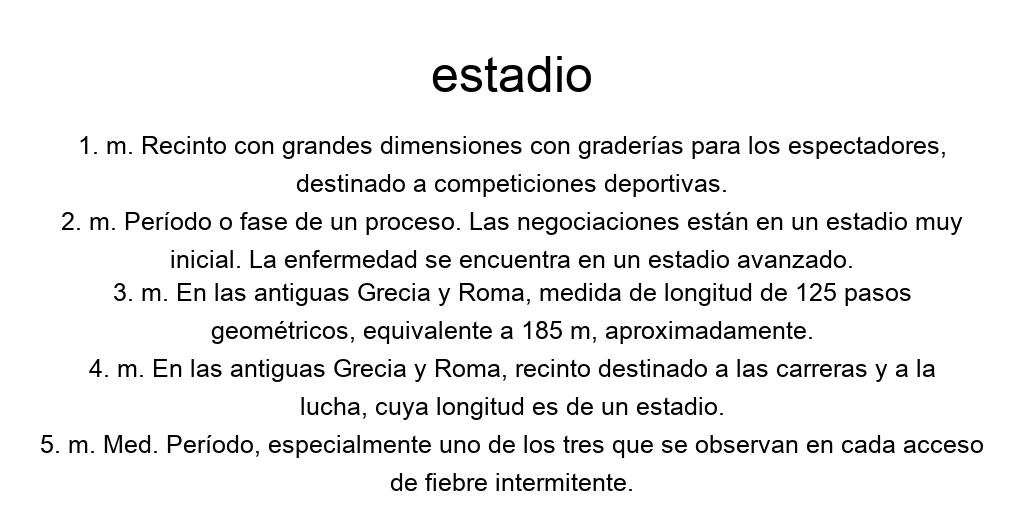 estadio
1. m. Recinto con grandes dimensiones con graderías para los espectadores,
destinado a competiciones deportivas.
2. m. Período o fase de un proceso. Las negociaciones están en un estadio muy
inicial. La enfermedad se encuentra en un estadio avanzado.
3. m. En las antiguas Grecia y Roma, medida de longitud de 125 pasos
geométricos, equivalente a 185 m, aproximadamente.
4. m. En las antiguas Grecia y Roma, recinto destinado a las carreras y a la
lucha, cuya longitud es de un estadio.
5. m. Med. Período, especialmente uno de los tres que se observan en cada acceso
de fiebre intermitente.